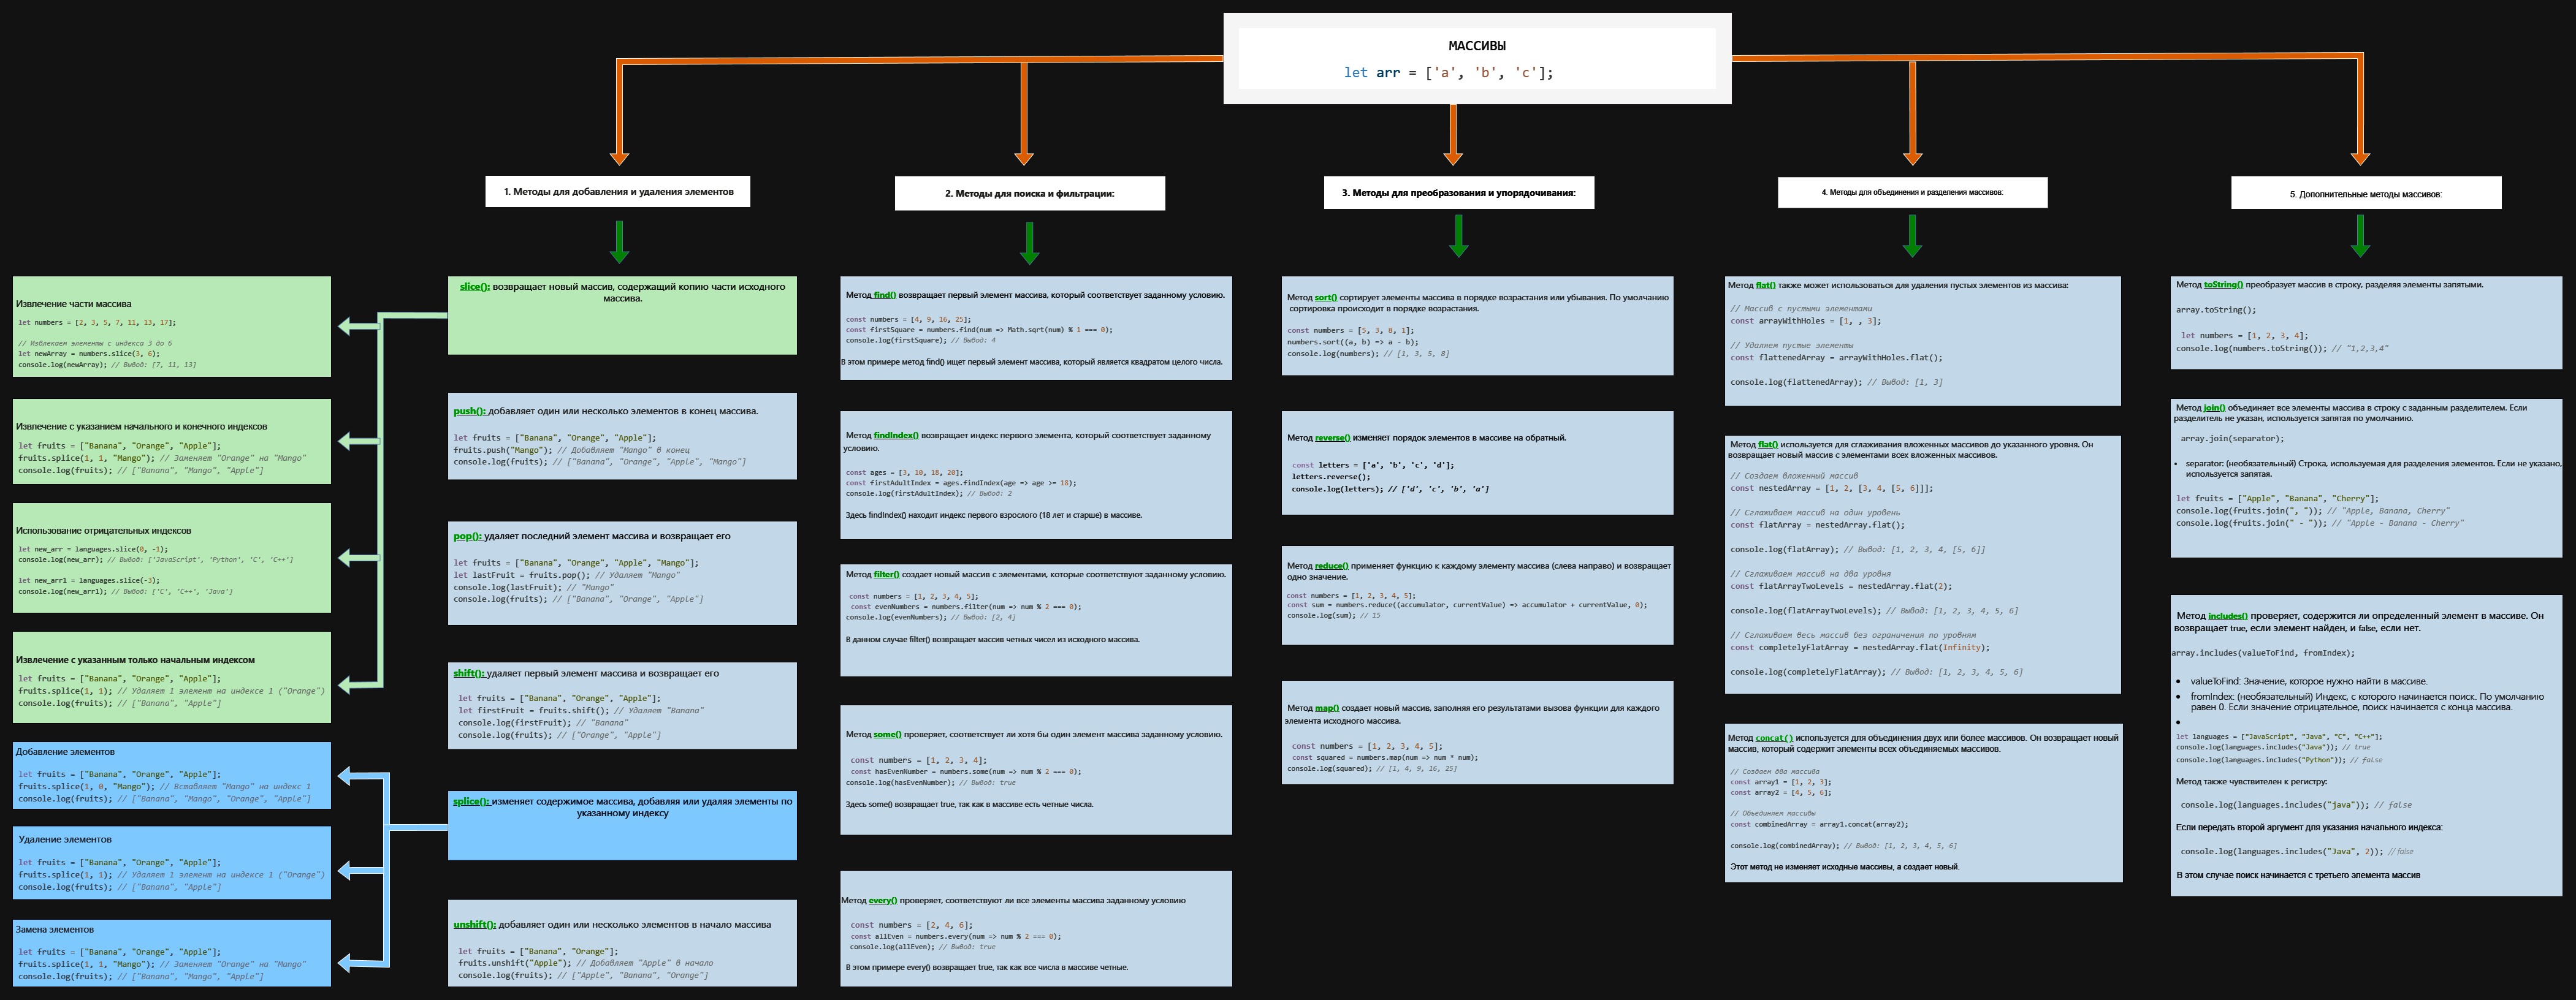 МАССИВЫ
let arr = ['a', 'b', 'c'];
1. Методы для добавления и удаления элементов
2. Методы для поиска и фильтрации:
3. Методы для преобразования и упорядочивания:
4. Методы для объединения и разделения массивов:
5. Дополнительные методы массивов:
Извлечение части массива
let numbers = [2, 3, 5, 7, 11, 13, 17];
// Извлекаем элементы с индекса 3 до 6
let newArray = numbers.slice(3, 6);
console.log(newArray); // Вывод: [7, 11, 13]
Извлечение с указанием начального и конечного индексов
let fruits = ["Banana", "Orange", "Apple"];
fruits.splice(1, 1, "Mango"); // Заменяет "Orange" на "Mango"
console.log(fruits); // ["Banana", "Mango", "Apple"]
Использование отрицательных индексов
let new_arr = languages.slice(0, -1);
console.log(new_arr); // Вывод: ['JavaScript', 'Python', 'C', 'C++']
let new_arr1 = languages.slice(-3);
console.log(new_arr1); // Вывод: ['C', 'C++', 'Java']
Извлечение с указанным только начальным индексом
let fruits = ["Banana", "Orange", "Apple"];
fruits.splice(1, 1); // Удаляет 1 элемент на индексе 1 ("Orange")
console.log(fruits); // ["Banana", "Apple"]
Добавление элементов
let fruits = ["Banana", "Orange", "Apple"];
fruits.splice(1, 0, "Mango"); // Вставляет "Mango" на индекс 1
console.log(fruits); // ["Banana", "Mango", "Orange", "Apple"]
Удаление элементов
let fruits = ["Banana", "Orange", "Apple"];
fruits.splice(1, 1); // Удаляет 1 элемент на индексе 1 ("Orange")
console.log(fruits); // ["Banana", "Apple"]
Замена элементов
let fruits = ["Banana", "Orange", "Apple"];
fruits.splice(1, 1, "Mango"); // Заменяет "Orange" на "Mango"
console.log(fruits); // ["Banana", "Mango", "Apple"]
slice(): возвращает новый массив, содержащий копию части исходного
массива.
push(): добавляет один или несколько элементов в конец массива.
let fruits = ["Banana", "Orange", "Apple"];
fruits.push("Mango"); // Добавляет "Mango" в конец
console.log(fruits); // ["Banana", "Orange", "Apple", "Mango"]
pop(): удаляет последний элемент массива и возвращает его
let fruits = ["Banana", "Orange", "Apple", "Mango"];
let lastFruit = fruits.pop(); // Удаляет "Mango"
console.log(lastFruit); // "Mango"
console.log(fruits); // ["Banana", "Orange", "Apple"]
shift(): удаляет первый элемент массива и возвращает его
let fruits = ["Banana", "Orange", "Apple"];
let firstFruit = fruits.shift(); // Удаляет "Banana"
console.log(firstFruit); // "Banana"
console.log(fruits); // ["Orange", "Apple"]
splice(): изменяет содержимое массива, добавляя или удаляя элементы по
указанному индексу
unshift(): добавляет один или несколько элементов в начало массива
let fruits = ["Banana", "Orange"];
fruits.unshift("Apple"); // Добавляет "Apple" в начало
console.log(fruits); // ["Apple", "Banana", "Orange"]
Метод find() возвращает первый элемент массива, который соответствует заданному условию.
const numbers = [4, 9, 16, 25];
const firstSquare = numbers.find(num => Math.sqrt(num) % 1 === 0);
console.log(firstSquare); // Вывод: 4
В этом примере метод find() ищет первый элемент массива, который является квадратом целого числа.
Метод findIndex() возвращает индекс первого элемента, который соответствует заданному
условию.
const ages = [3, 10, 18, 20];
const firstAdultIndex = ages.findIndex(age => age >= 18);
console.log(firstAdultIndex); // Вывод: 2
Здесь findIndex() находит индекс первого взрослого (18 лет и старше) в массиве.
Метод filter() создает новый массив с элементами, которые соответствуют заданному условию.
const numbers = [1, 2, 3, 4, 5];
const evenNumbers = numbers.filter(num => num % 2 === 0);
console.log(evenNumbers); // Вывод: [2, 4]
В данном случае filter() возвращает массив четных чисел из исходного массива.
Метод some() проверяет, соответствует ли хотя бы один элемент массива заданному условию.
const numbers = [1, 2, 3, 4];
const hasEvenNumber = numbers.some(num => num % 2 === 0);
console.log(hasEvenNumber); // Вывод: true
Здесь some() возвращает true, так как в массиве есть четные числа.
Метод every() проверяет, соответствуют ли все элементы массива заданному условию
const numbers = [2, 4, 6];
const allEven = numbers.every(num => num % 2 === 0);
console.log(allEven); // Вывод: true
В этом примере every() возвращает true, так как все числа в массиве четные.
Метод sort() сортирует элементы массива в порядке возрастания или убывания. По умолчанию
сортировка происходит в порядке возрастания.
const numbers = [5, 3, 8, 1];
numbers.sort((a, b) => a - b);
console.log(numbers); // [1, 3, 5, 8]
Метод reverse() изменяет порядок элементов в массиве на обратный.
const letters = ['a', 'b', 'c', 'd'];
letters.reverse();
console.log(letters); // ['d', 'c', 'b', 'a']
Метод reduce() применяет функцию к каждому элементу массива (слева направо) и возвращает
одно значение.
const numbers = [1, 2, 3, 4, 5];
const sum = numbers.reduce((accumulator, currentValue) => accumulator + currentValue, 0);
console.log(sum); // 15
Метод map() создает новый массив, заполняя его результатами вызова функции для каждого
элемента исходного массива.
const numbers = [1, 2, 3, 4, 5];
const squared = numbers.map(num => num * num);
console.log(squared); // [1, 4, 9, 16, 25]
Метод flat() также может использоваться для удаления пустых элементов из массива:
// Массив с пустыми элементами
const arrayWithHoles = [1, , 3];
// Удаляем пустые элементы
const flattenedArray = arrayWithHoles.flat();
console.log(flattenedArray); // Вывод: [1, 3]
Метод flat() используется для сглаживания вложенных массивов до указанного уровня. Он
возвращает новый массив с элементами всех вложенных массивов.
// Создаем вложенный массив
const nestedArray = [1, 2, [3, 4, [5, 6]]];
// Сглаживаем массив на один уровень
const flatArray = nestedArray.flat();
console.log(flatArray); // Вывод: [1, 2, 3, 4, [5, 6]]
// Сглаживаем массив на два уровня
const flatArrayTwoLevels = nestedArray.flat(2);
console.log(flatArrayTwoLevels); // Вывод: [1, 2, 3, 4, 5, 6]
// Сглаживаем весь массив без ограничения по уровням
const completelyFlatArray = nestedArray.flat(Infinity);
console.log(completelyFlatArray); // Вывод: [1, 2, 3, 4, 5, 6]
Метод concat() используется для объединения двух или более массивов. Он возвращает новый
массив, который содержит элементы всех объединяемых массивов.
// Создаем два массива
const array1 = [1, 2, 3];
const array2 = [4, 5, 6];
// Объединяем массивы
const combinedArray = array1.concat(array2);
console.log(combinedArray); // Вывод: [1, 2, 3, 4, 5, 6]
Этот метод не изменяет исходные массивы, а создает новый.
Метод toString() преобразует массив в строку, разделяя элементы запятыми.
array.toString();
let numbers = [1, 2, 3, 4];
console.log(numbers.toString()); // "1,2,3,4"
Метод join() объединяет все элементы массива в строку с заданным разделителем. Если
разделитель не указан, используется запятая по умолчанию.
array.join(separator);
• separator: (необязательный) Строка, используемая для разделения элементов. Если не указано,
используется запятая.
let fruits = ["Apple", "Banana", "Cherry"];
console.log(fruits.join(", ")); // "Apple, Banana, Cherry"
console.log(fruits.join(" - ")); // "Apple - Banana - Cherry"
Метод includes() проверяет, содержится ли определенный элемент в массиве. Он
возвращает true, если элемент найден, и false, если нет.
array.includes(valueToFind, fromIndex);
• valueToFind: Значение, которое нужно найти в массиве.
• fromIndex: (необязательный) Индекс, с которого начинается поиск. По умолчанию
равен 0. Если значение отрицательное, поиск начинается с конца массива.
•
let languages = ["JavaScript", "Java", "C", "C++"];
console.log(languages.includes("Java")); // true
console.log(languages.includes("Python")); // false
Метод также чувствителен к регистру:
console.log(languages.includes("java")); // false
Если передать второй аргумент для указания начального индекса:
console.log(languages.includes("Java", 2)); // false
В этом случае поиск начинается с третьего элемента массив